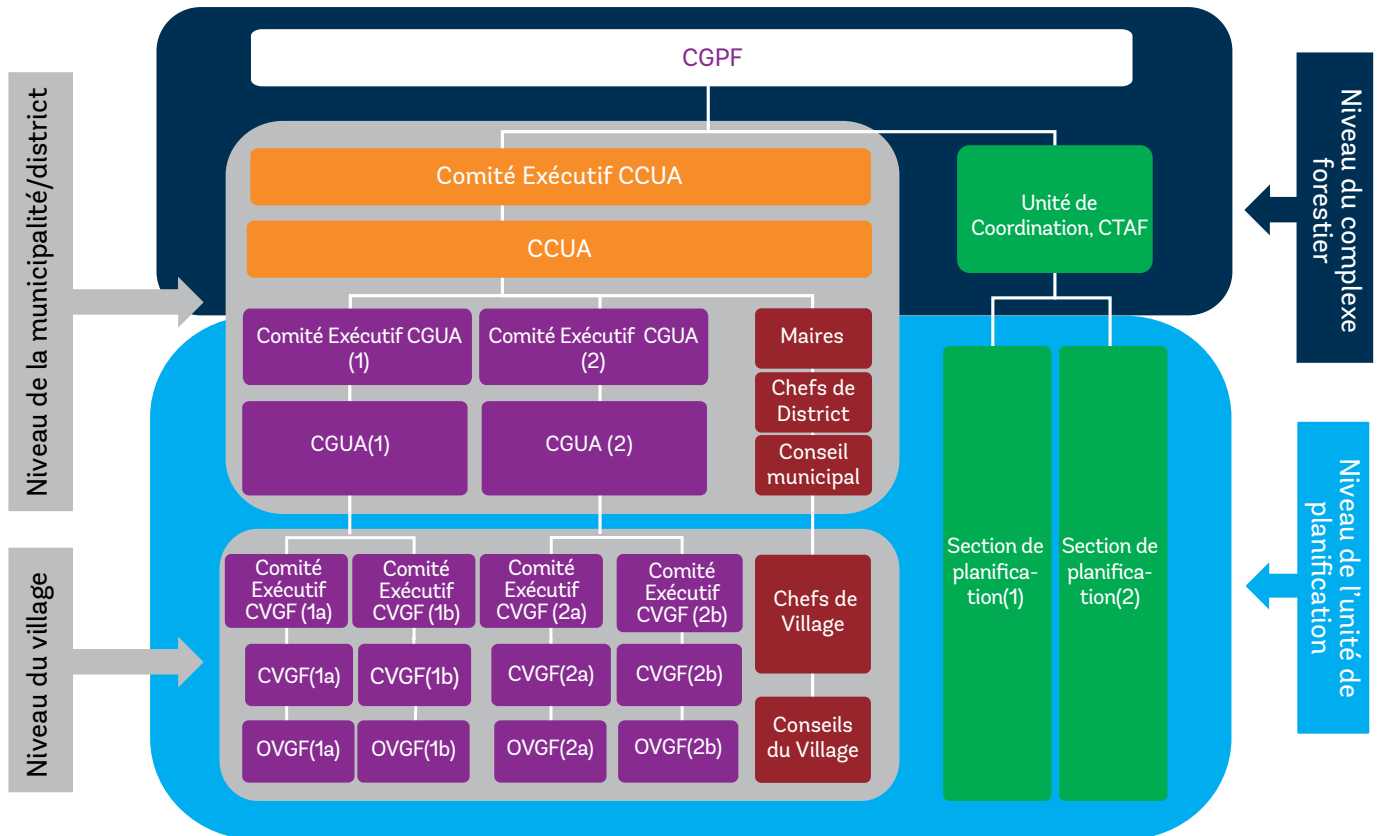 CGPF
Niveau de la municipalité/district
Niveau du complexe
forestier
Comité Exécutif CCUA
Unité de
Coordination, CTAF
CCUA
Comité Exécutif CGUA
(1)
Comité Exécutif CGUA
(2)
Maires
Chefs de
District
CGUA(1)
CGUA (2)
Conseil
municipal
Niveau de l'unité de
planification
Section de
planifica-
tion(1)
Section de
planifica-
tion(2)
Niveau du village
Comité
Exécutif
CVGF (1a)
Comité
Exécutif
CVGF (1b)
Comité
Exécutif
CVGF (2a)
Comité
Exécutif
CVGF (2b)
Chefs de
Village
CVGF(1a)
CVGF(1b)
CVGF(2a)
CVGF(2b)
OVGF(1a)
OVGF(1b)
OVGF(2a)
OVGF(2b)
Conseils
du Village